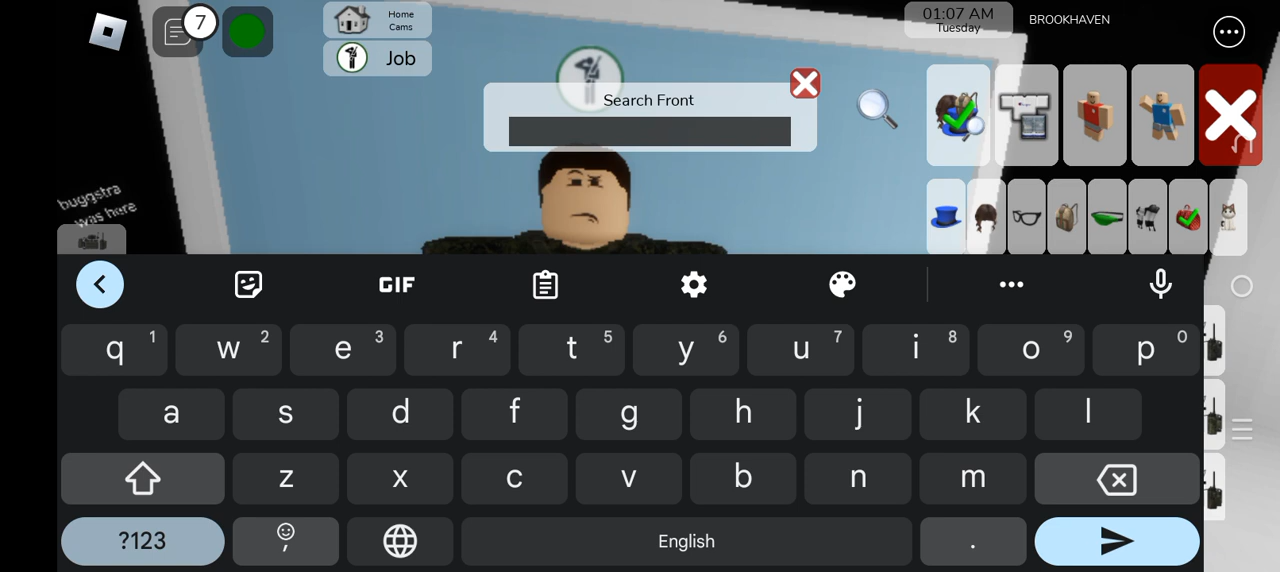 7
Home
Cams
Job
01:07 AM
Tuesday
BROOKHAVEN
Search Front
buggstra
was here
GIF
q 1 w 2 e 3 r 4 t 5 y 6 u 7 i 8 o 9 p 0
a s d f g h j k l
z x c v b n m
?123 , English .